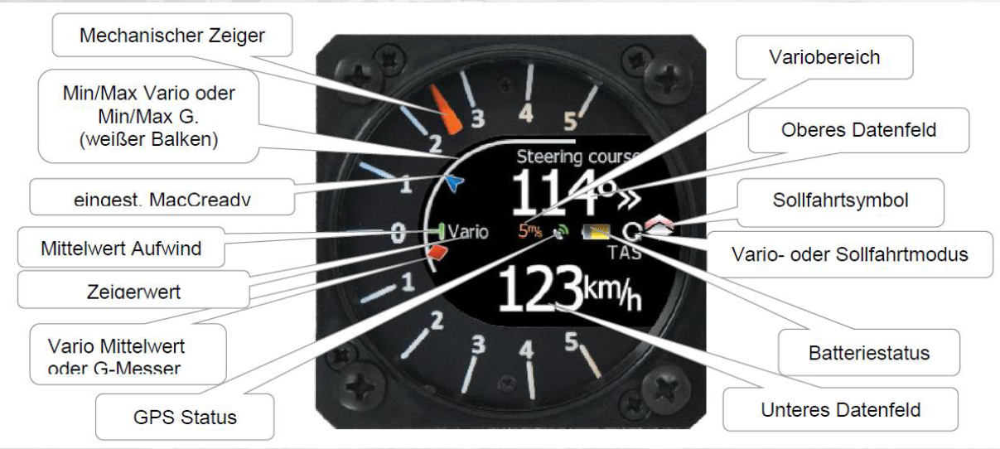 Mechanischer Zeiger
Min/Max Vario oder
Min/Max G.
(weißer Balken)
eingest. MacCready
Mittelwert Aufwind
Zeigerwert
Vario Mittelwert
oder G-Messer
GPS Status
Variobereich
Oberes Datenfeld
Sollfahrtsymbol
Vario- oder Sollfahrtmodus
Batteriestatus
Unteres Datenfeld
5
4
3
2
1
0
1
2
3
4
5
Steering course
114°»
Vario 5m/s
TAS
123km/h